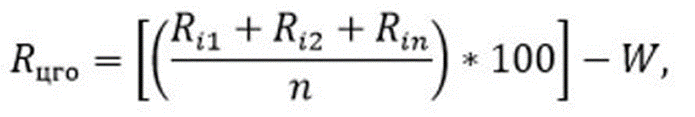 R_цго = [((R_i1 + R_i2 + R_in) / n) * 100] − W,